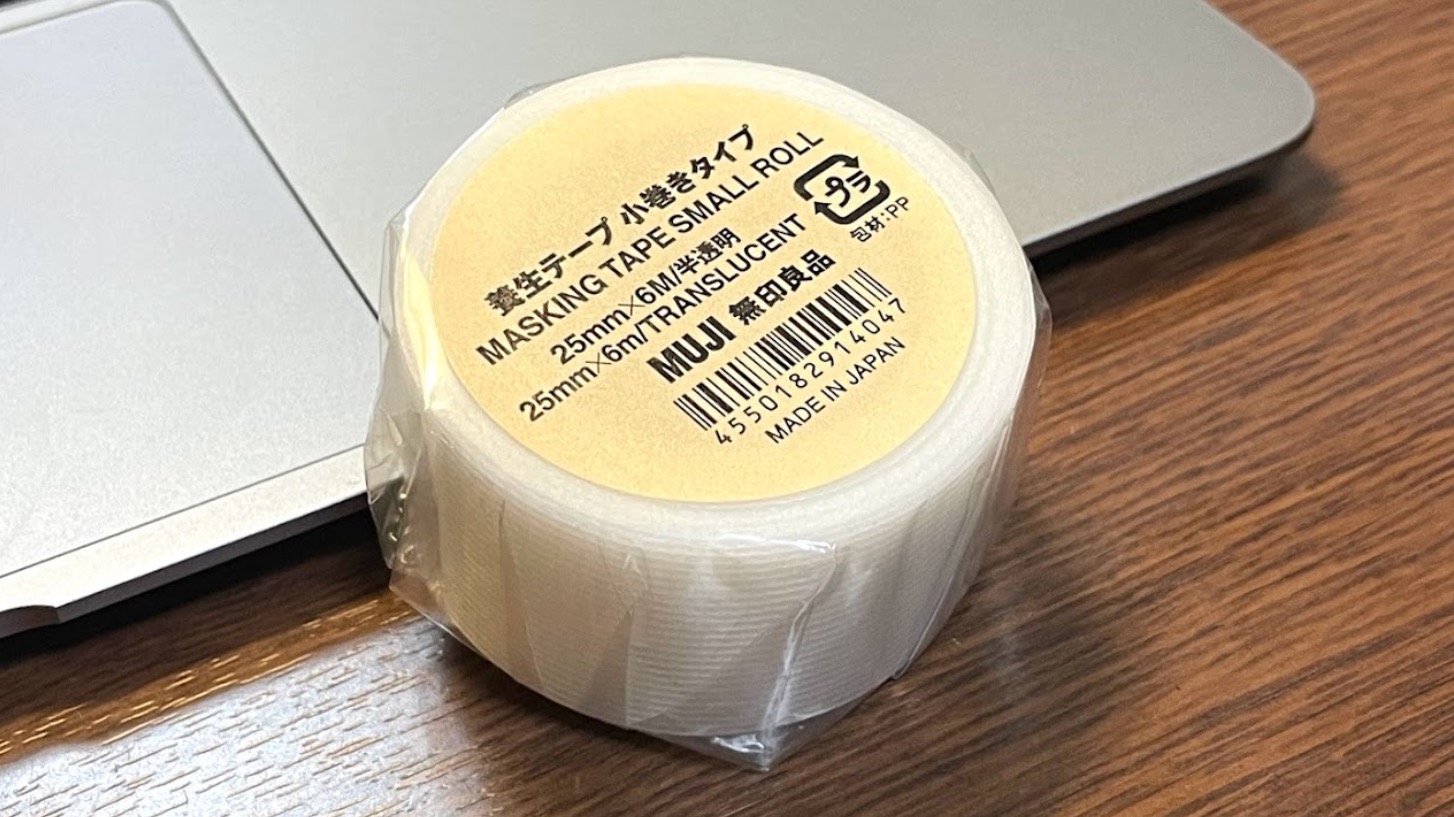 養生テープ 小巻きタイプ
MASKING TAPE SMALL ROLL
25mm×6M/半透明
25mm×6m/TRANSLUCENT
プラ
包材:PP
MUJI 無印良品
4550182914047
MADE IN JAPAN